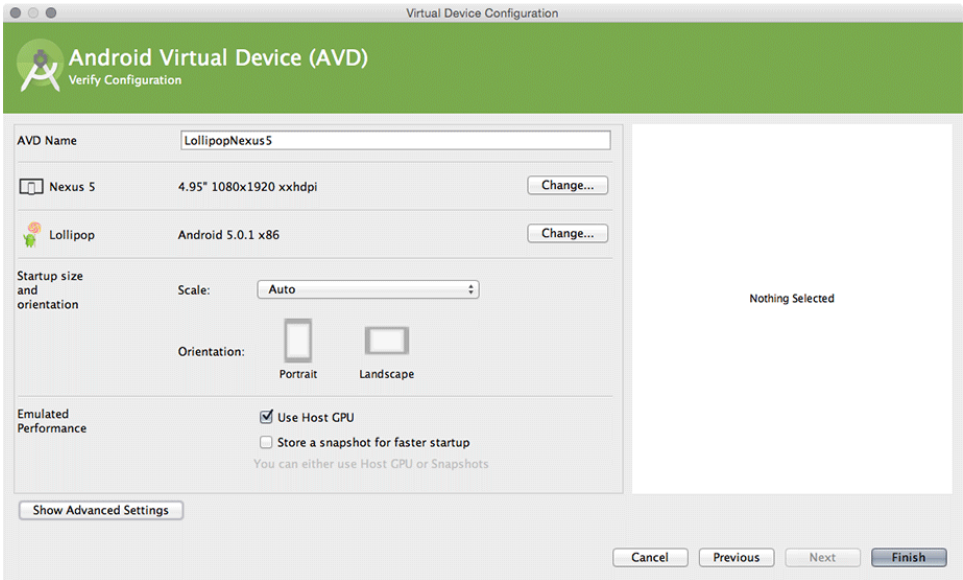 Virtual Device Configuration
Android Virtual Device (AVD)
Verify Configuration
AVD Name
LollipopNexus5
Nexus 5
4.95" 1080x1920 xxhdpi
Change...
Lollipop
Android 5.0.1 x86
Change...
Startup size
and
orientation
Scale:
Auto
Orientation:
Portrait
Landscape
Emulated
Performance
Use Host GPU
Store a snapshot for faster startup
You can either use Host GPU or Snapshots
Nothing Selected
Show Advanced Settings
Cancel
Previous
Next
Finish